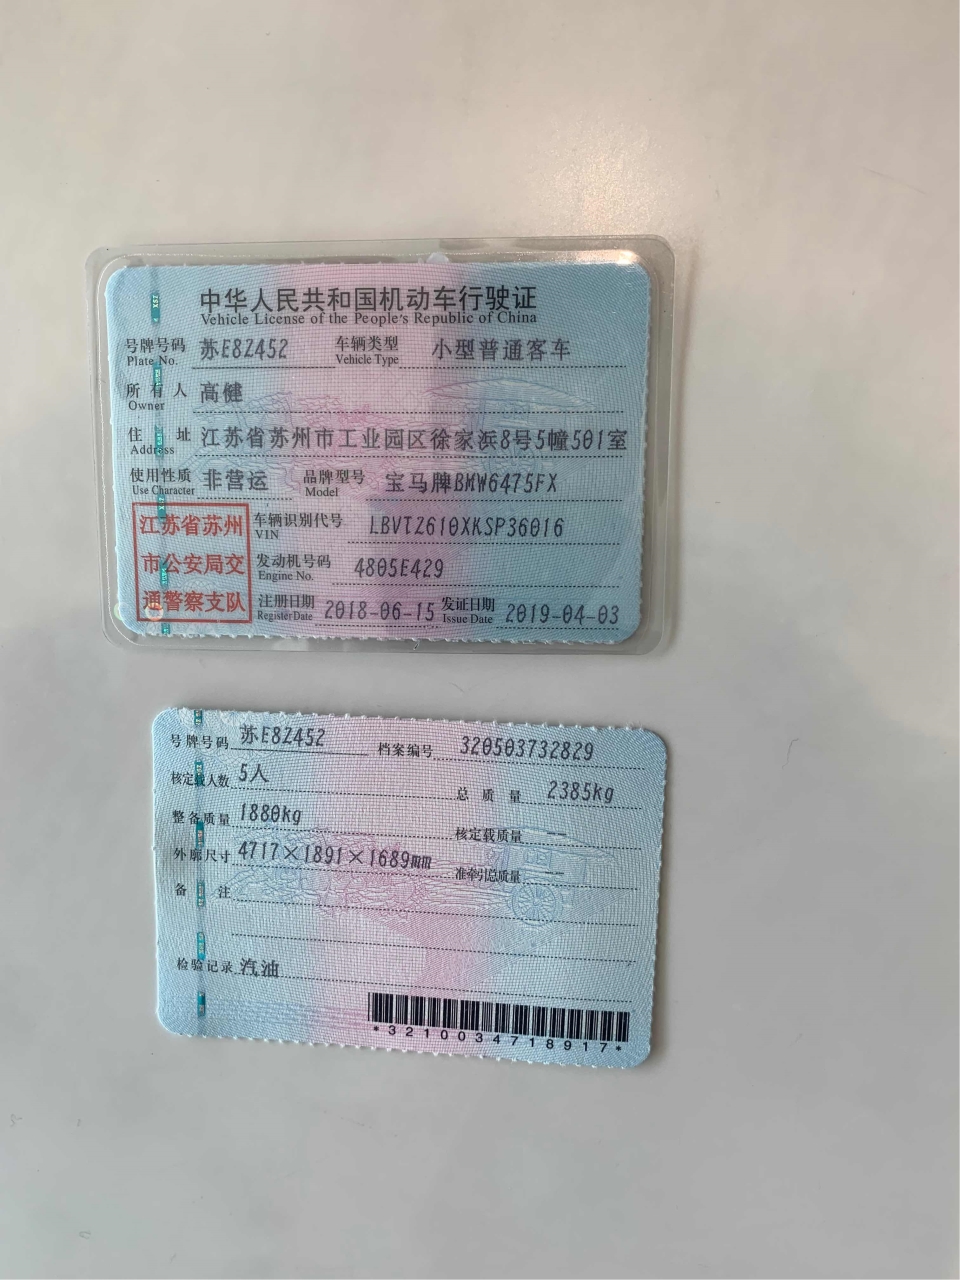 中华人民共和国机动车行驶证
Vehicle License of the People's Republic of China
号牌号码 苏E8Z452 车辆类型 小型普通客车
Plate No. Vehicle Type
所有人 高健
Owner
住址 江苏省苏州市工业园区徐家浜8号5幢501室
Address
使用性质 非营运 品牌型号 宝马牌BMW6475FX
Use Character Model
江苏省苏州
市公安局交
通警察支队
车辆识别代号 LBVTZ610XKSP36016
VIN
发动机号码 4805E429
Engine No.
注册日期 2018-06-15 发证日期 2019-04-03
Register Date Issue Date
号牌号码 苏E8Z452 档案编号 320503732829
核定载人数 5人 总质量 2385kg
整备质量 1880kg 核定载质量 --
外廓尺寸 4717×1891×1689mm 准牵引总质量 --
备注
检验记录 汽油
*3210034718917*